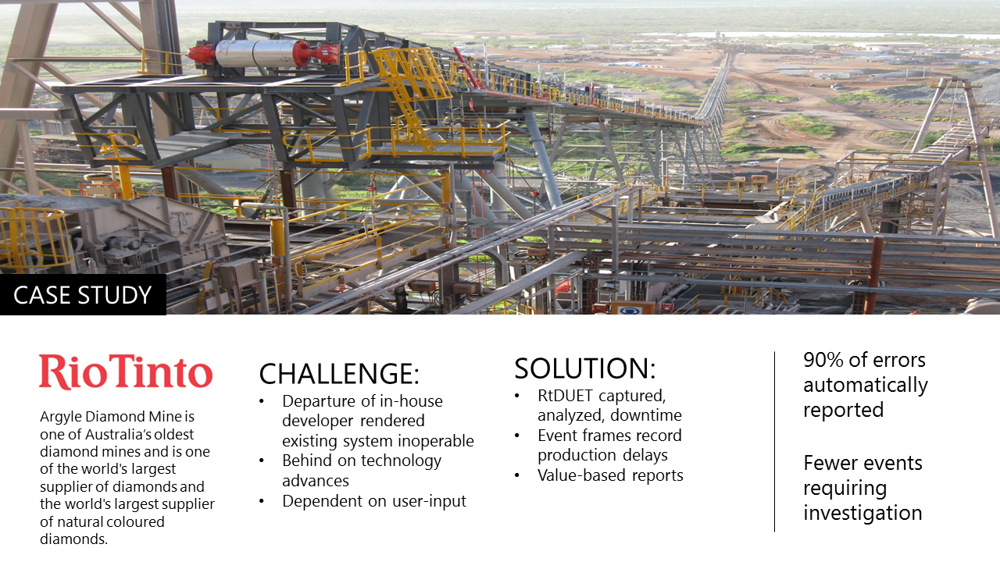 CASE STUDY
RioTinto
Argyle Diamond Mine is
one of Australia's oldest
diamond mines and is one
of the world's largest
supplier of diamonds and
the world's largest supplier
of natural coloured
diamonds.
CHALLENGE:
• Departure of in-house
developer rendered
existing system inoperable
• Behind on technology
advances
• Dependent on user-input
SOLUTION:
• RtDUET captured,
analyzed, downtime
• Event frames record
production delays
• Value-based reports
90% of errors
automatically
reported
Fewer events
requiring
investigation